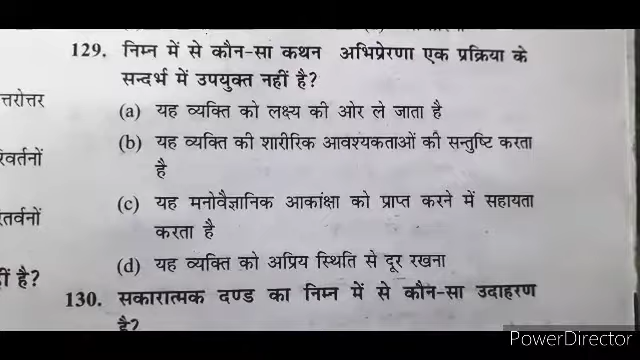 129. निम्न में से कौन-सा कथन अभिप्रेरणा एक प्रक्रिया के
सन्दर्भ में उपयुक्त नहीं है?
त्तरोत्तर
(a) यह व्यक्ति को लक्ष्य की ओर ले जाता है
(b) यह व्यक्ति की शारीरिक आवश्यकताओं की सन्तुष्टि करता
रिवर्तनों
है
(c) यह मनोवैज्ञानिक आकांक्षा को प्राप्त करने में सहायता
करता है
(d) यह व्यक्ति को अप्रिय स्थिति से दूर रखना
हीं है?
130. सकारात्मक दण्ड का निम्न में से कौन-सा उदाहरण
है?
PowerDirector